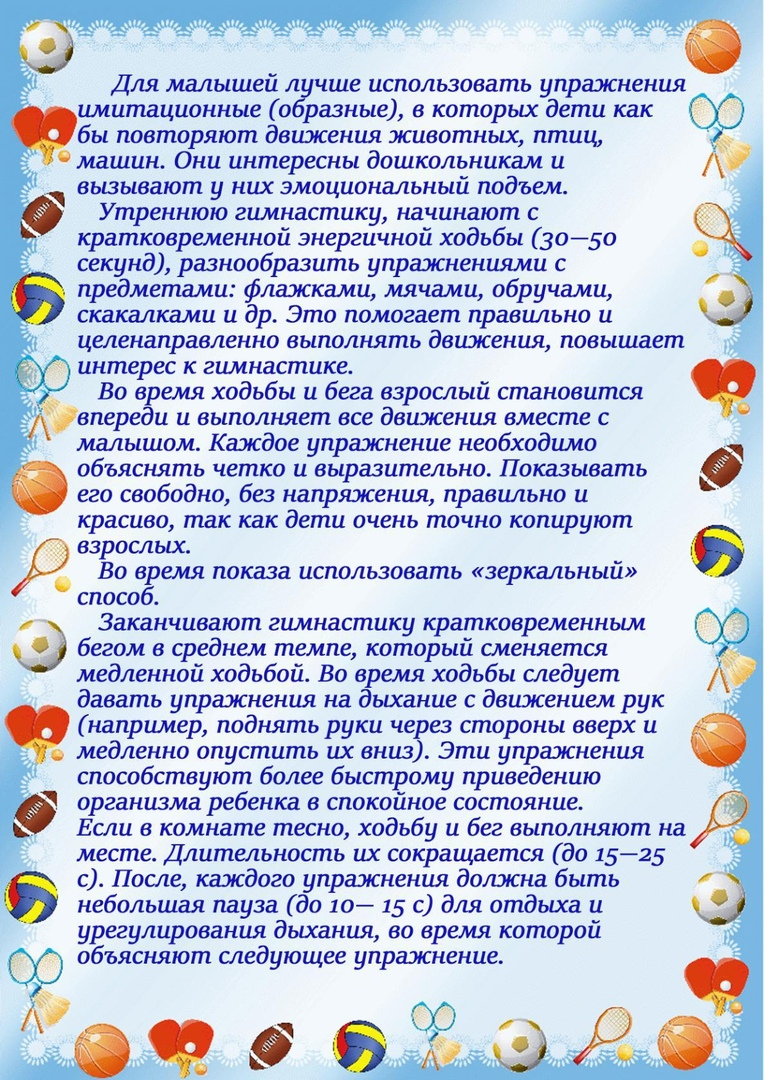 Для малышей лучше использовать упражнения
имитационные (образные), в которых дети как
бы повторяют движения животных, птиц,
машин. Они интересны дошкольникам и
вызывают у них эмоциональный подъем.
Утреннюю гимнастику, начинают с
кратковременной энергичной ходьбы (30—50
секунд), разнообразить упражнениями с
предметами: флажками, мячами, обручами,
скакалками и др. Это помогает правильно и
целенаправленно выполнять движения, повышает
интерес к гимнастике.
Во время ходьбы и бега взрослый становится
впереди и выполняет все движения вместе с
малышом. Каждое упражнение необходимо
объяснять четко и выразительно. Показывать
его свободно, без напряжения, правильно и
красиво, так как дети очень точно копируют
взрослых.
Во время показа использовать «зеркальный»
способ.
Заканчивают гимнастику кратковременным
бегом в среднем темпе, который сменяется
медленной ходьбой. Во время ходьбы следует
давать упражнения на дыхание с движением рук
(например, поднять руки через стороны вверх и
медленно опустить их вниз). Эти упражнения
способствуют более быстрому приведению
организма ребенка в спокойное состояние.
Если в комнате тесно, ходьбу и бег выполняют на
месте. Длительность их сокращается (до 15—25
с). После, каждого упражнения должна быть
небольшая пауза (до 10— 15 с) для отдыха и
урегулирования дыхания, во время которой
объясняют следующее упражнение.